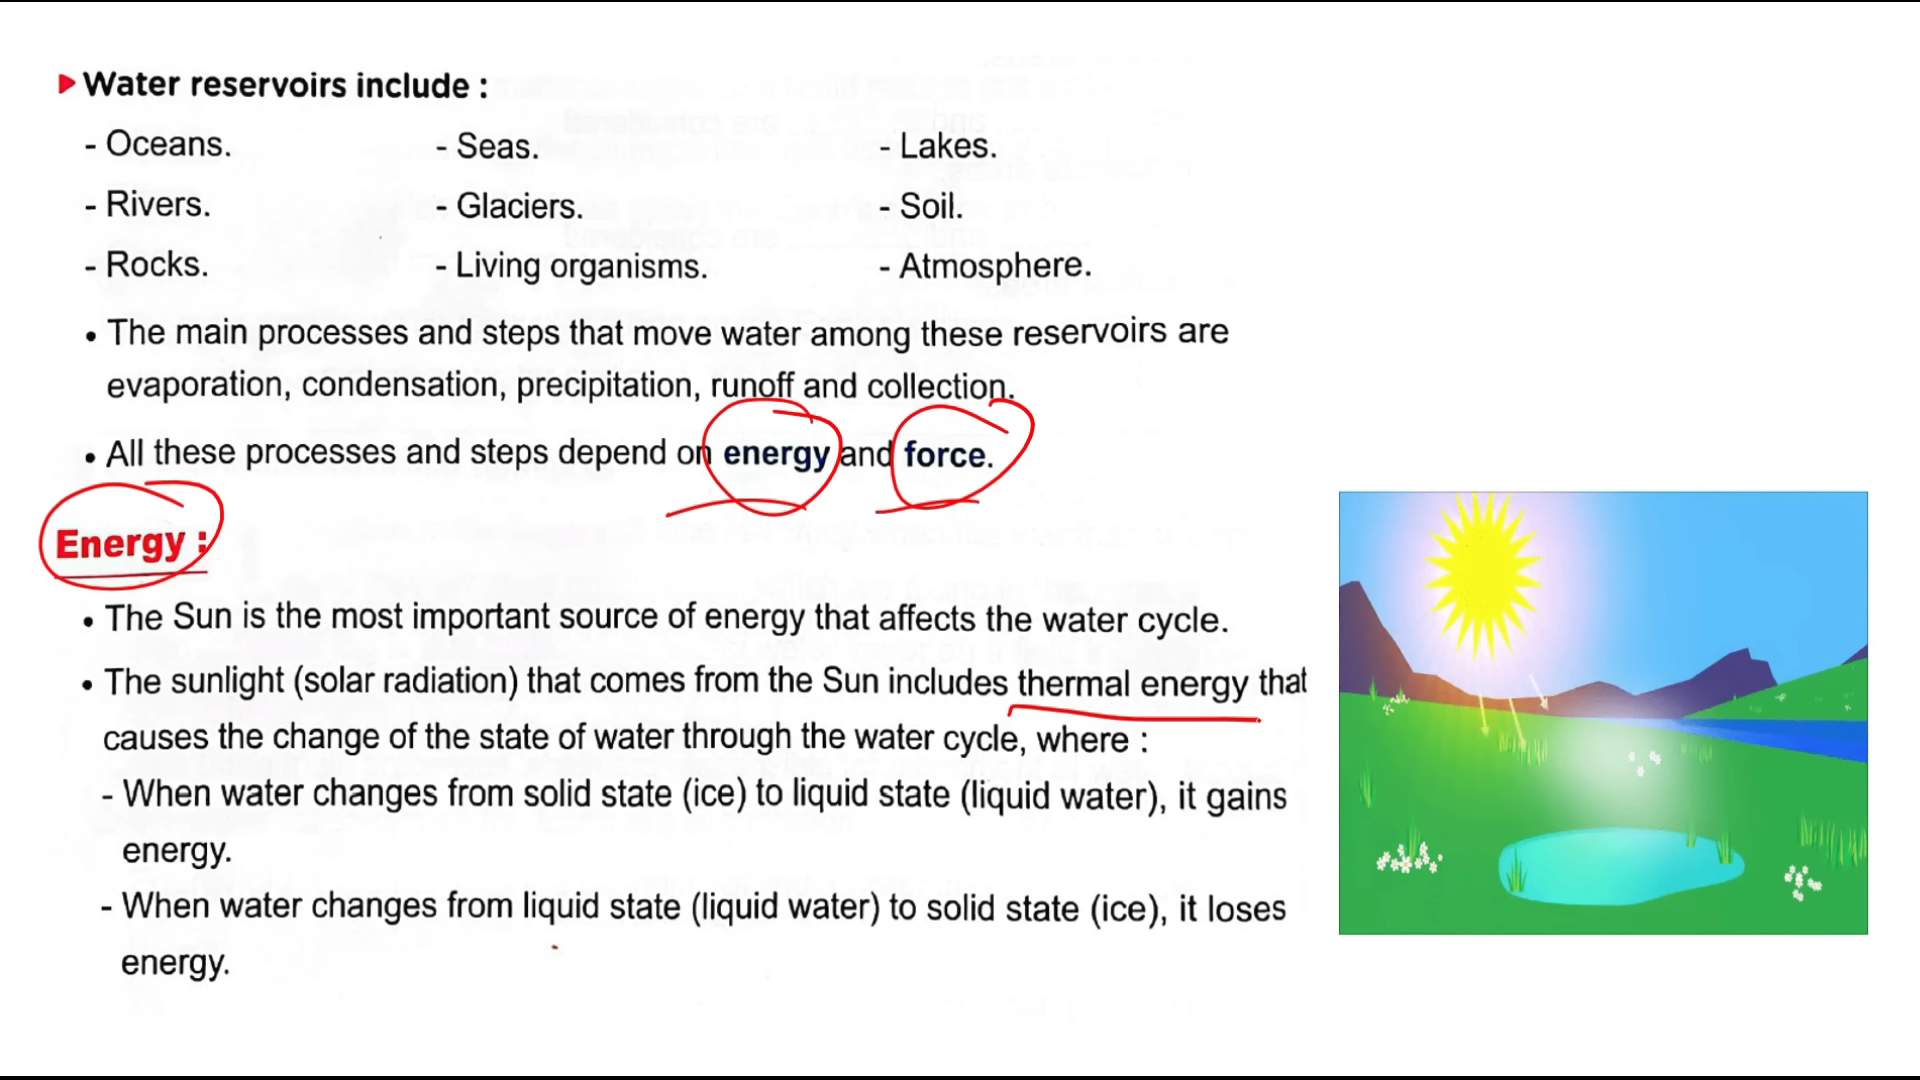 Water reservoirs include :
- Oceans. - Seas. - Lakes.
- Rivers. - Glaciers. - Soil.
- Rocks. - Living organisms. - Atmosphere.
• The main processes and steps that move water among these reservoirs are
evaporation, condensation, precipitation, runoff and collection.
• All these processes and steps depend on energy and force.
Energy :
• The Sun is the most important source of energy that affects the water cycle.
• The sunlight (solar radiation) that comes from the Sun includes thermal energy that
causes the change of the state of water through the water cycle, where :
- When water changes from solid state (ice) to liquid state (liquid water), it gains
energy.
- When water changes from liquid state (liquid water) to solid state (ice), it loses
energy.